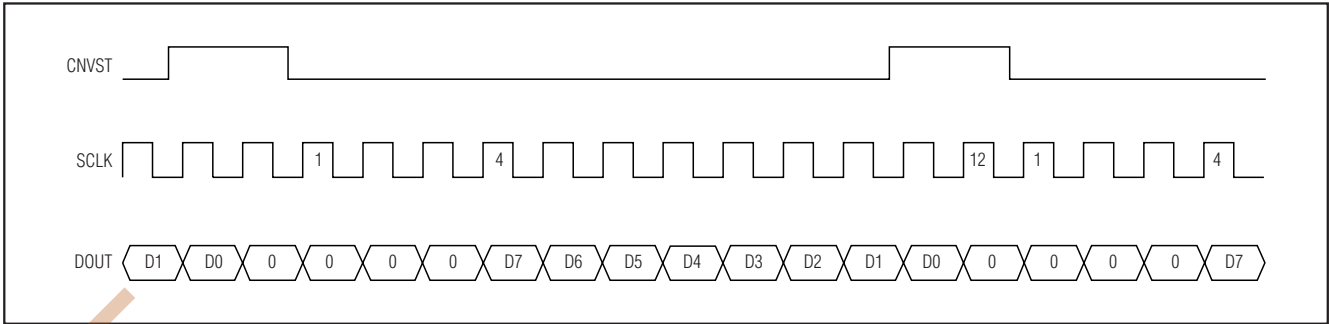 CNVST
SCLK 1 4 12 1 4
DOUT D1 D0 0 0 0 0 D7 D6 D5 D4 D3 D2 D1 D0 0 0 0 0 D7